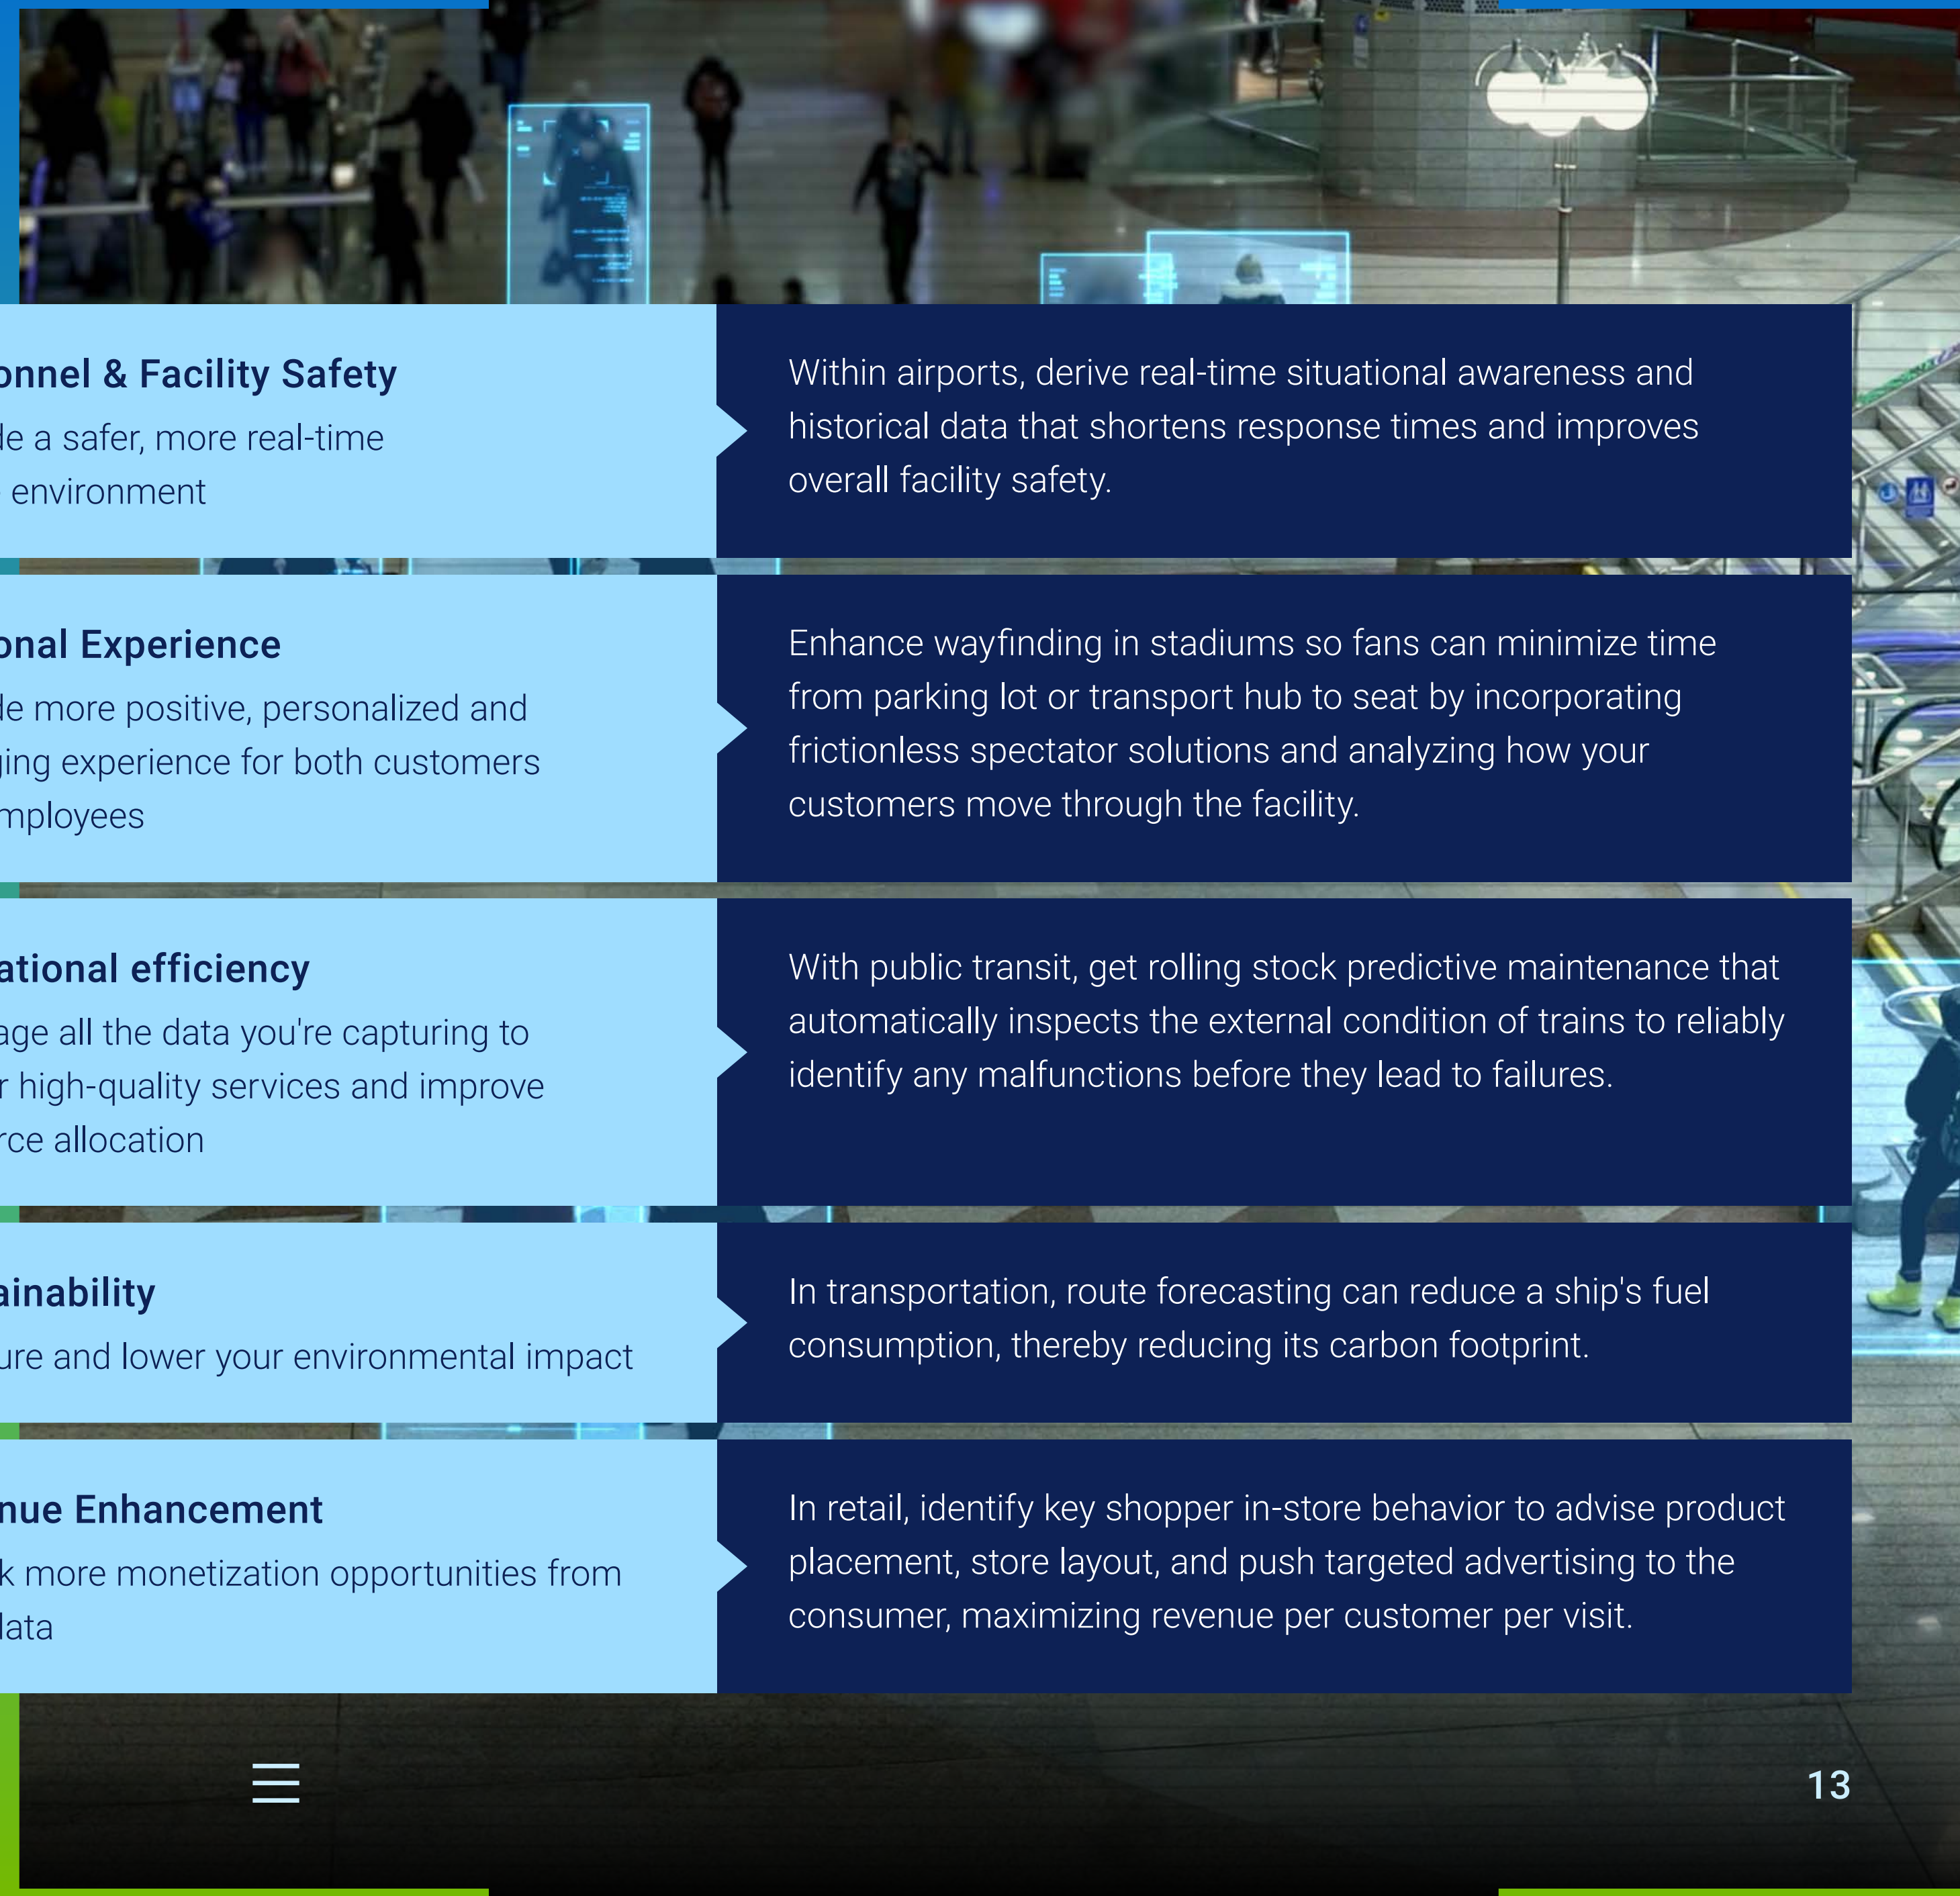 onnel & Facility Safety
de a safer, more real-time
environment
Within airports, derive real-time situational awareness and
historical data that shortens response times and improves
overall facility safety.
onal Experience
de more positive, personalized and
ging experience for both customers
mployees
Enhance wayfinding in stadiums so fans can minimize time
from parking lot or transport hub to seat by incorporating
frictionless spectator solutions and analyzing how your
customers move through the facility.
ational efficiency
age all the data you're capturing to
r high-quality services and improve
rce allocation
With public transit, get rolling stock predictive maintenance that
automatically inspects the external condition of trains to reliably
identify any malfunctions before they lead to failures.
ainability
ure and lower your environmental impact
In transportation, route forecasting can reduce a ship's fuel
consumption, thereby reducing its carbon footprint.
nue Enhancement
k more monetization opportunities from
data
In retail, identify key shopper in-store behavior to advise product
placement, store layout, and push targeted advertising to the
consumer, maximizing revenue per customer per visit.
13